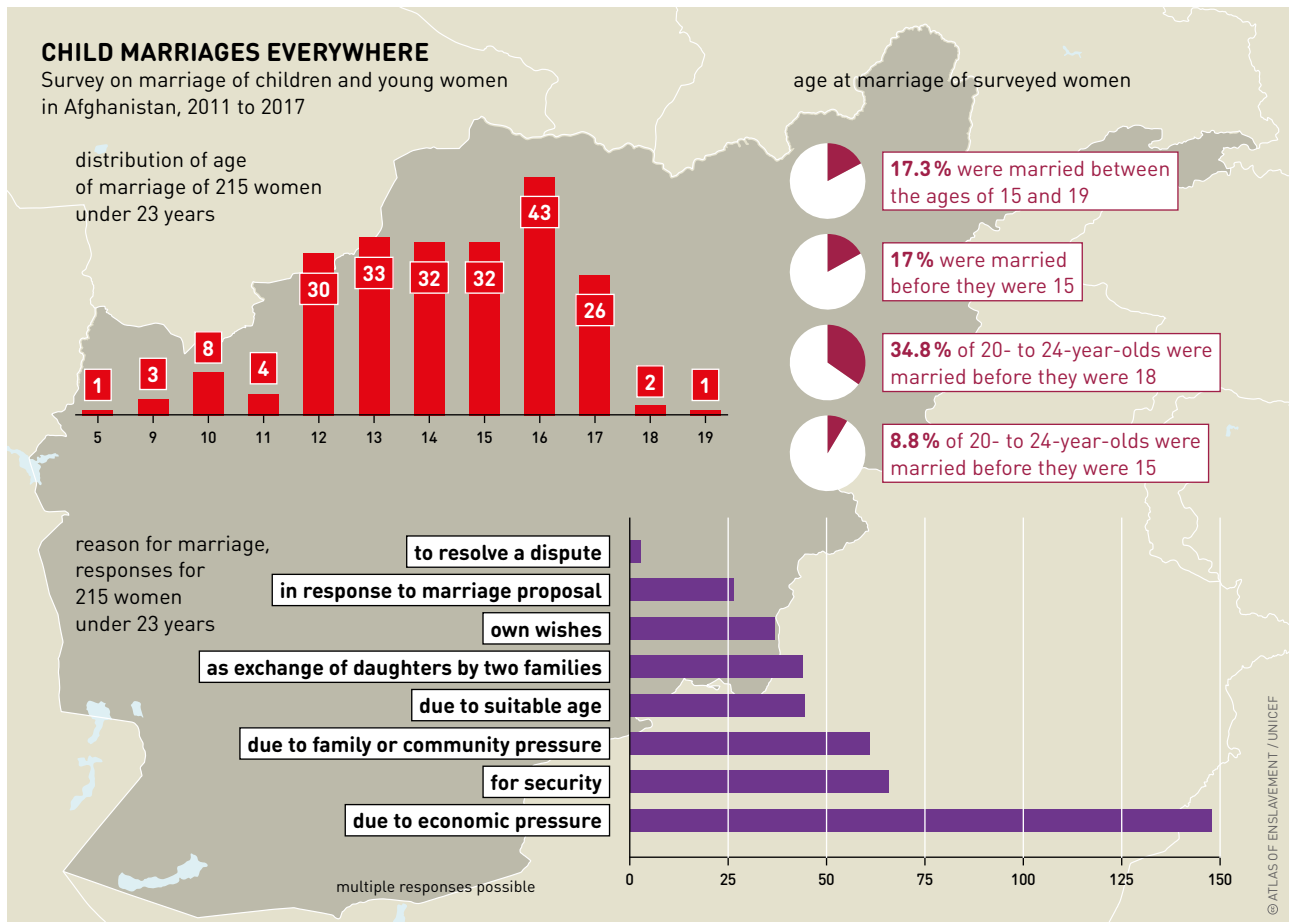 CHILD MARRIAGES EVERYWHERE
Survey on marriage of children and young women
in Afghanistan, 2011 to 2017
distribution of age
of marriage of 215 women
under 23 years
1
3
8
4
30
33
32
32
43
26
2
1
5
9
10
11
12
13
14
15
16
17
18
19
age at marriage of surveyed women
17.3 % were married between
the ages of 15 and 19
17 % were married
before they were 15
34.8 % of 20- to 24-year-olds were
married before they were 18
8.8 % of 20- to 24-year-olds were
married before they were 15
reason for marriage,
responses for
215 women
under 23 years
to resolve a dispute
in response to marriage proposal
own wishes
as exchange of daughters by two families
due to suitable age
due to family or community pressure
for security
due to economic pressure
0
25
50
75
100
125
150
multiple responses possible
© ATLAS OF ENSLAVEMENT / UNICEF